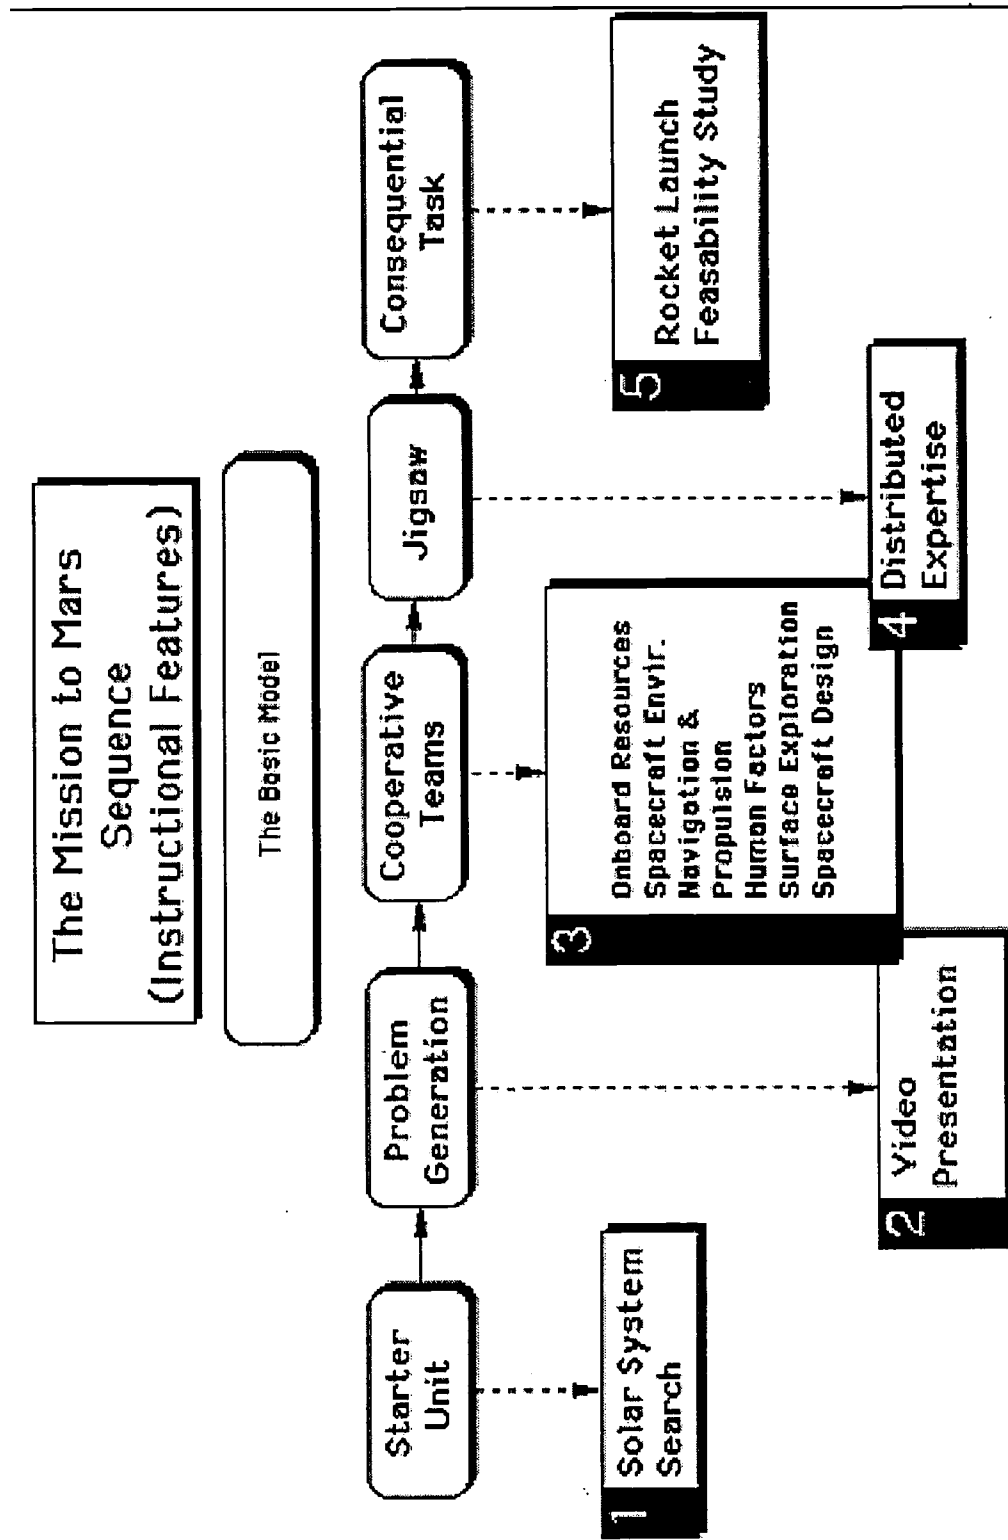 The Mission to Mars
Sequence
(Instructional Features)
The Basic Model
Starter
Unit
Problem
Generation
Cooperative
Teams
Jigsaw
Consequential
Task
1
Solar System
Search
2
Video
Presentation
3
Onboard Resources
Spacecraft Envir.
Navigation &
Propulsion
Human Factors
Surface Exploration
Spacecraft Design
4
Distributed
Expertise
5
Rocket Launch
Feasability Study